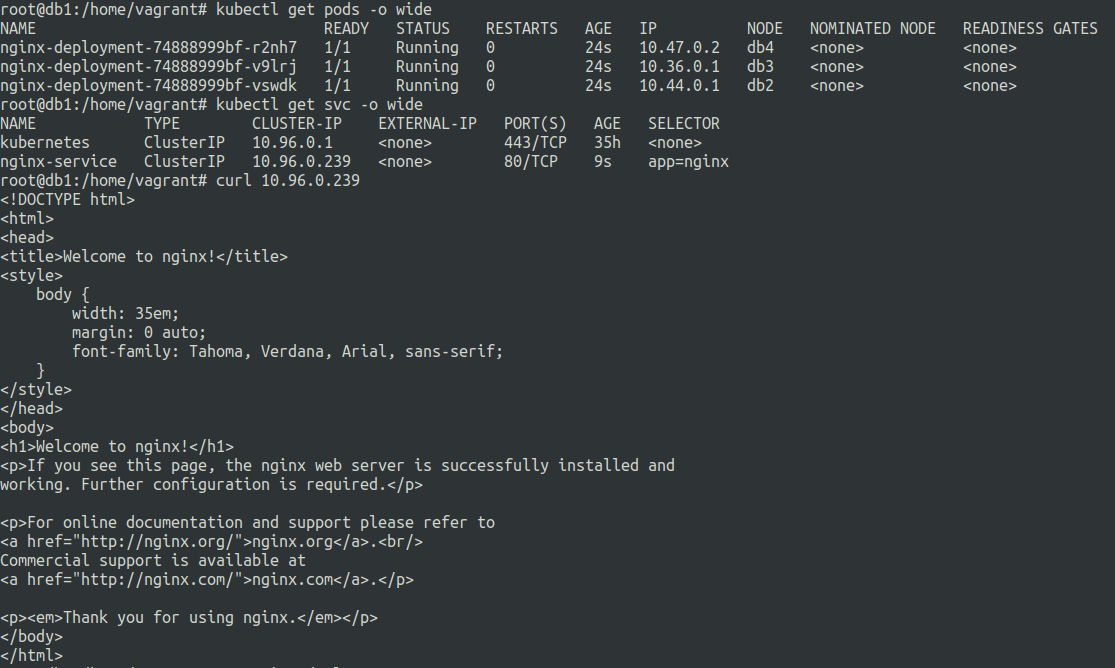 root@db1:/home/vagrant# kubectl get pods -o wide
NAME                                READY   STATUS    RESTARTS   AGE   IP          NODE   NOMINATED NODE   READINESS GATES
nginx-deployment-74888999bf-r2nh7   1/1     Running   0          24s   10.47.0.2   db4    <none>           <none>
nginx-deployment-74888999bf-v9lrj   1/1     Running   0          24s   10.36.0.1   db3    <none>           <none>
nginx-deployment-74888999bf-vswdk   1/1     Running   0          24s   10.44.0.1   db2    <none>           <none>
root@db1:/home/vagrant# kubectl get svc -o wide
NAME            TYPE        CLUSTER-IP    EXTERNAL-IP   PORT(S)   AGE   SELECTOR
kubernetes      ClusterIP   10.96.0.1     <none>        443/TCP   35h   <none>
nginx-service   ClusterIP   10.96.0.239   <none>        80/TCP    9s    app=nginx
root@db1:/home/vagrant# curl 10.96.0.239
<!DOCTYPE html>
<html>
<head>
<title>Welcome to nginx!</title>
<style>
    body {
        width: 35em;
        margin: 0 auto;
        font-family: Tahoma, Verdana, Arial, sans-serif;
    }
</style>
</head>
<body>
<h1>Welcome to nginx!</h1>
<p>If you see this page, the nginx web server is successfully installed and
working. Further configuration is required.</p>

<p>For online documentation and support please refer to
<a href="http://nginx.org/">nginx.org</a>.<br/>
Commercial support is available at
<a href="http://nginx.com/">nginx.com</a>.</p>

<p><em>Thank you for using nginx.</em></p>
</body>
</html>